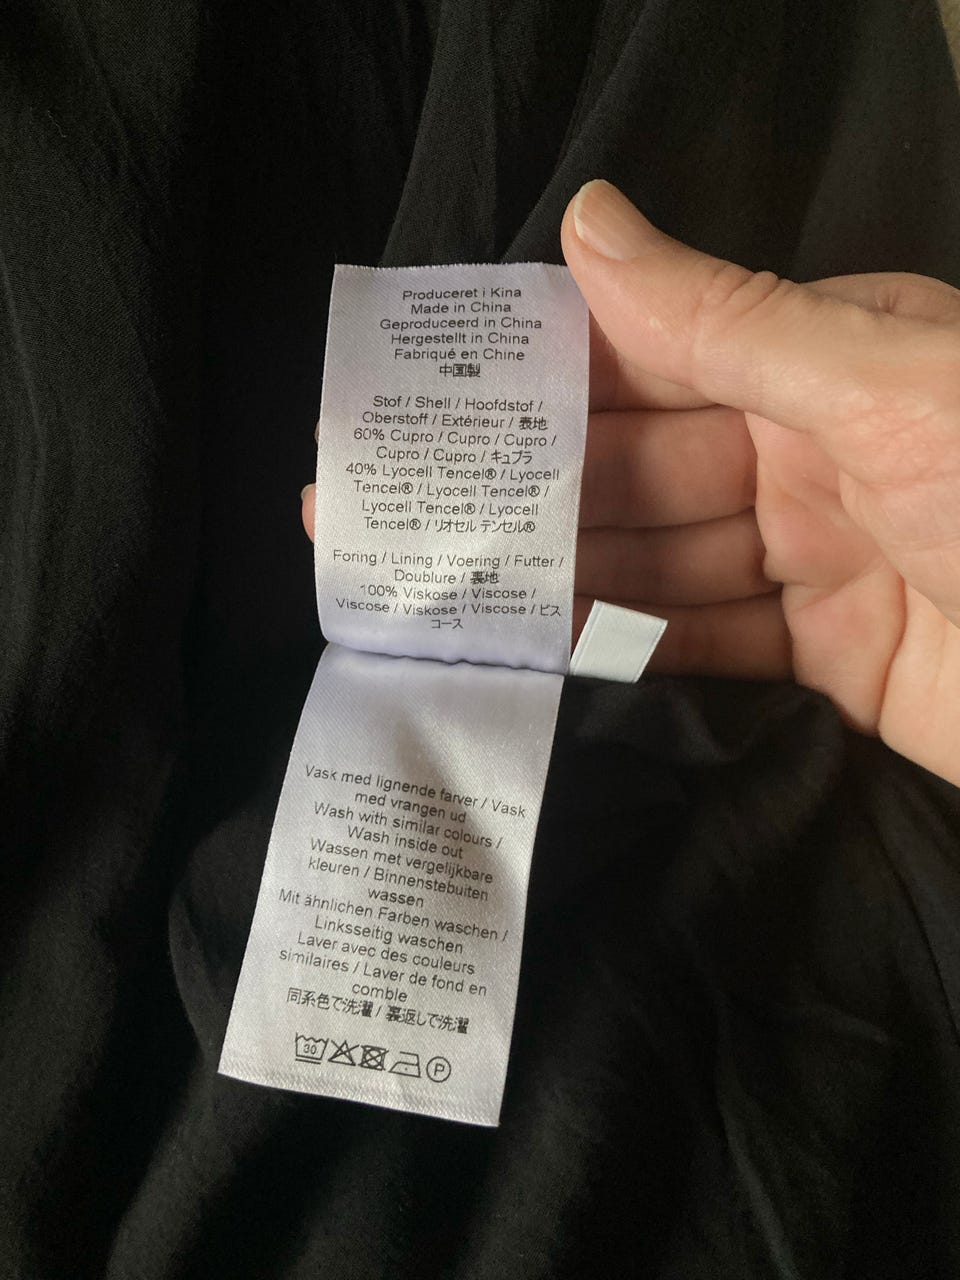 Produceret i Kina
Made in China
Geproduceerd in China
Hergestellt in China
Fabriqué en Chine
中国製
Stof / Shell / Hoofdstof /
Oberstoff / Extérieur / 表地
60% Cupro / Cupro / Cupro /
Cupro / Cupro / キュプラ
40% Lyocell Tencel® / Lyocell
Tencel® / Lyocell Tencel® /
Lyocell Tencel® / Lyocell
Tencel® / リオセル テンセル®
Foring / Lining / Voering / Futter /
Doublure / 裏地
100% Viskose / Viscose /
Viscose / Viskose / Viscose / ビス
コース
Vask med lignende farver / Vask
med vrangen ud
Wash with similar colours /
Wash inside out
Wassen met vergelijkbare
kleuren / Binnenstebuiten
wassen
Mit ähnlichen Farben waschen /
Linksseitig waschen
Laver avec des couleurs
similaires / Laver de fond en
comble
同系色で洗濯 / 裏返しで洗濯
30 P